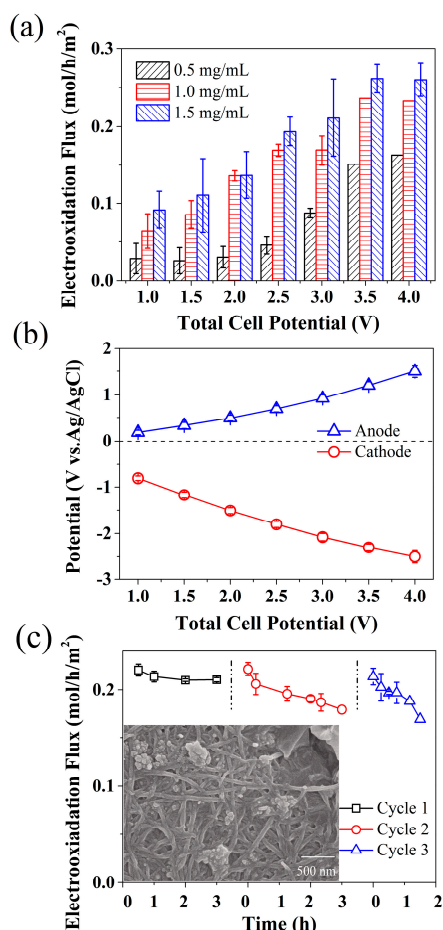 (a)
Electrooxidation Flux (mol/h/m²)
0.3
0.2
0.1
0.0
0.5 mg/mL
1.0 mg/mL
1.5 mg/mL
1.0 1.5 2.0 2.5 3.0 3.5 4.0
Total Cell Potential (V)
(b)
Potential (V vs.Ag/AgCl)
2
1
0
-1
-2
-3
Anode
Cathode
1.0 1.5 2.0 2.5 3.0 3.5 4.0
Total Cell Potential (V)
(c)
Electrooxiadation Flux (mol/h/m²)
0.2
0.1
0.0
500 nm
Cycle 1
Cycle 2
Cycle 3
0 1 2 3 0 1 2 3 0 1 2
Time (h)